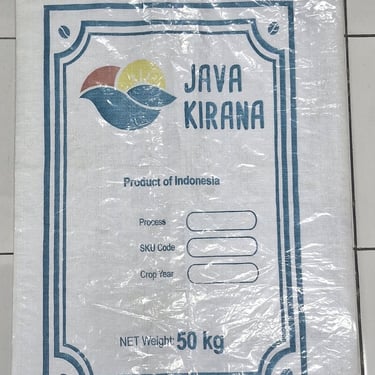 JAVA
KIRANA
Product of Indonesia
Process
SKU Code
Crop Year
NET Weight: 50 kg